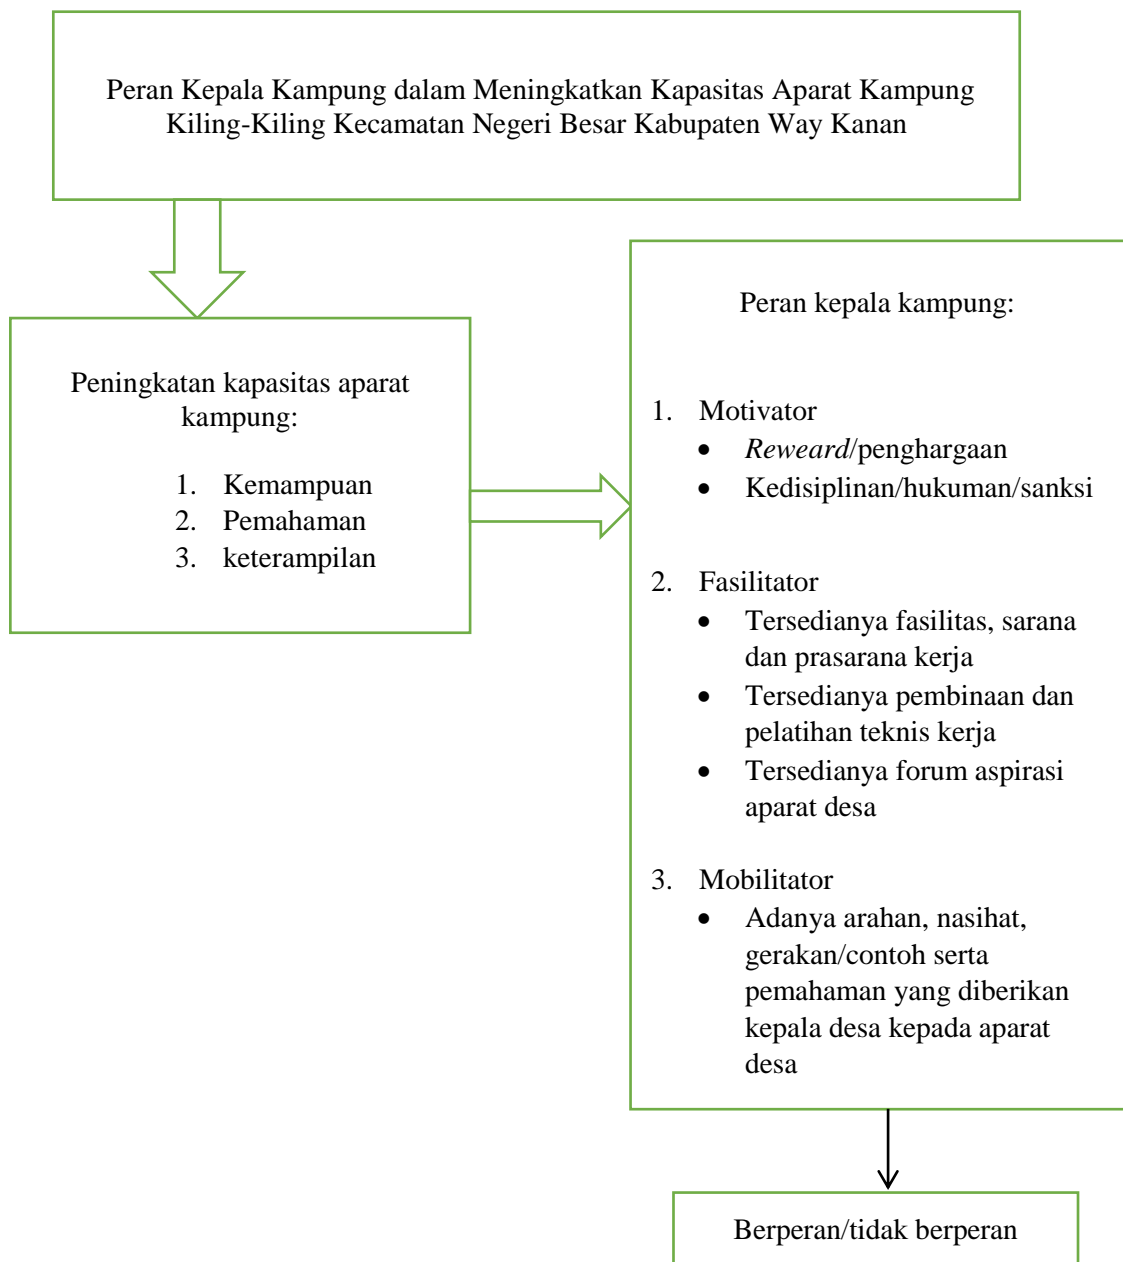 Peran Kepala Kampung dalam Meningkatkan Kapasitas Aparat Kampung
Kiling-Kiling Kecamatan Negeri Besar Kabupaten Way Kanan
Peningkatan kapasitas aparat
kampung:
1. Kemampuan
2. Pemahaman
3. keterampilan
Peran kepala kampung:
1. Motivator
• Reweard/penghargaan
• Kedisiplinan/hukuman/sanksi
2. Fasilitator
• Tersedianya fasilitas, sarana
dan prasarana kerja
• Tersedianya pembinaan dan
pelatihan teknis kerja
• Tersedianya forum aspirasi
aparat desa
3. Mobilitator
• Adanya arahan, nasihat,
gerakan/contoh serta
pemahaman yang diberikan
kepala desa kepada aparat
desa
Berperan/tidak berperan